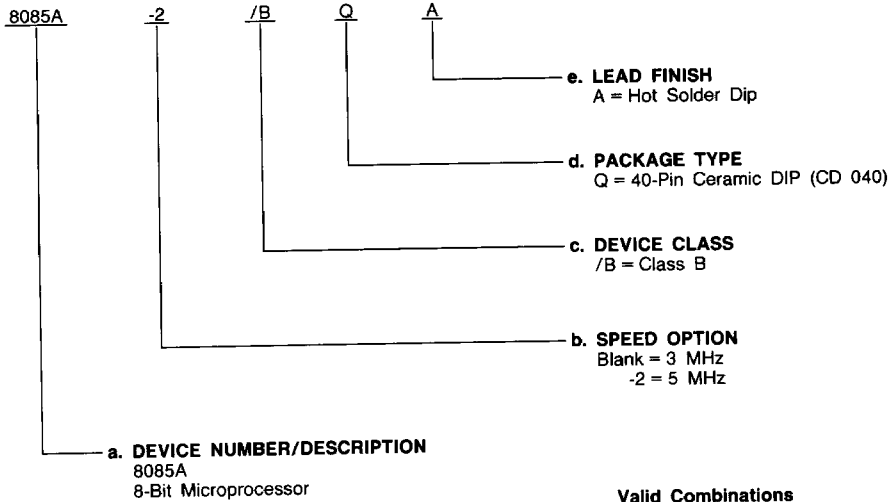 8085A -2 /B Q A
e. LEAD FINISH
A = Hot Solder Dip
d. PACKAGE TYPE
Q = 40-Pin Ceramic DIP (CD 040)
c. DEVICE CLASS
/B = Class B
b. SPEED OPTION
Blank = 3 MHz
-2 = 5 MHz
a. DEVICE NUMBER/DESCRIPTION
8085A
8-Bit Microprocessor
Valid Combinations